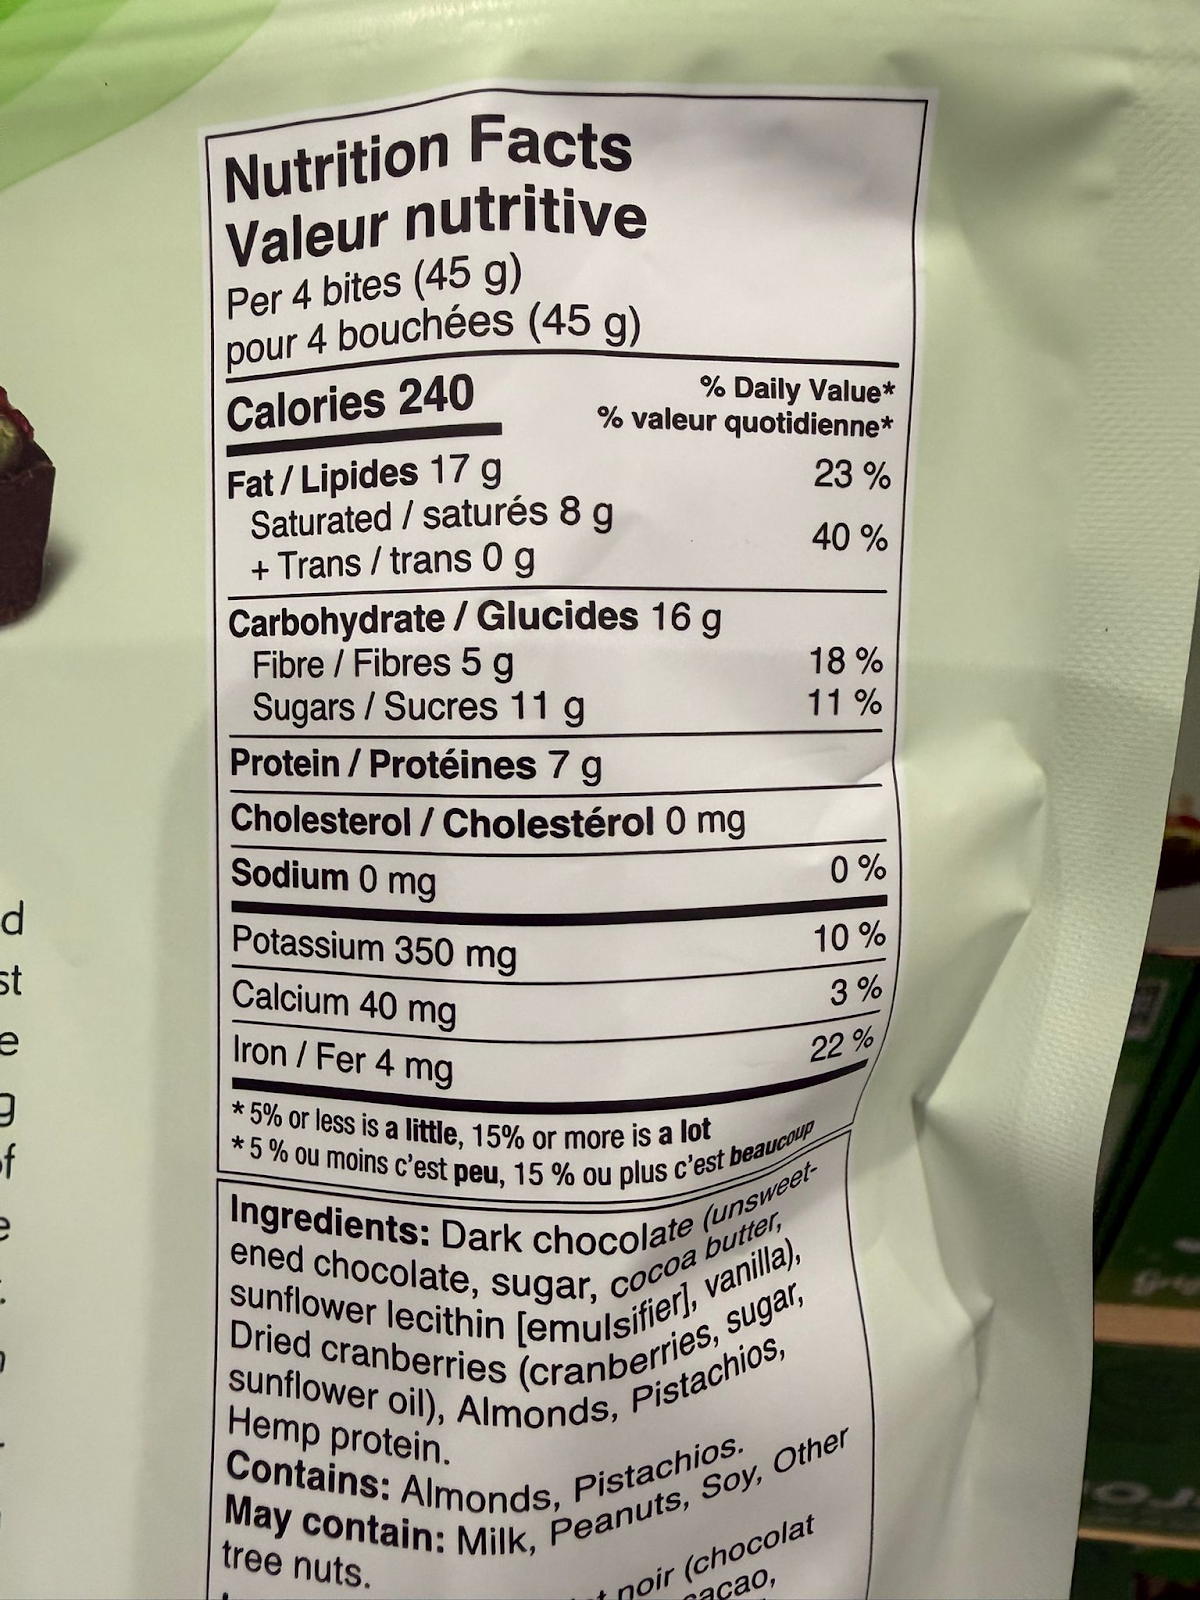 Nutrition Facts
Valeur nutritive
Per 4 bites (45 g)
pour 4 bouchées (45 g)
Calories 240
% Daily Value*
% valeur quotidienne*
Fat / Lipides 17 g 23 %
Saturated / saturés 8 g
+ Trans / trans 0 g 40 %
Carbohydrate / Glucides 16 g
Fibre / Fibres 5 g 18 %
Sugars / Sucres 11 g 11 %
Protein / Protéines 7 g
Cholesterol / Cholestérol 0 mg
Sodium 0 mg 0 %
Potassium 350 mg 10 %
Calcium 40 mg 3 %
Iron / Fer 4 mg 22 %
* 5% or less is a little, 15% or more is a lot
* 5 % ou moins c'est peu, 15 % ou plus c'est beaucoup
Ingredients: Dark chocolate (unsweet-
ened chocolate, sugar, cocoa butter,
sunflower lecithin [emulsifier], vanilla),
Dried cranberries (cranberries, sugar,
sunflower oil), Almonds, Pistachios,
Hemp protein.
Contains: Almonds, Pistachios.
May contain: Milk, Peanuts, Soy, Other
tree nuts.
noir (chocolat
cacao,